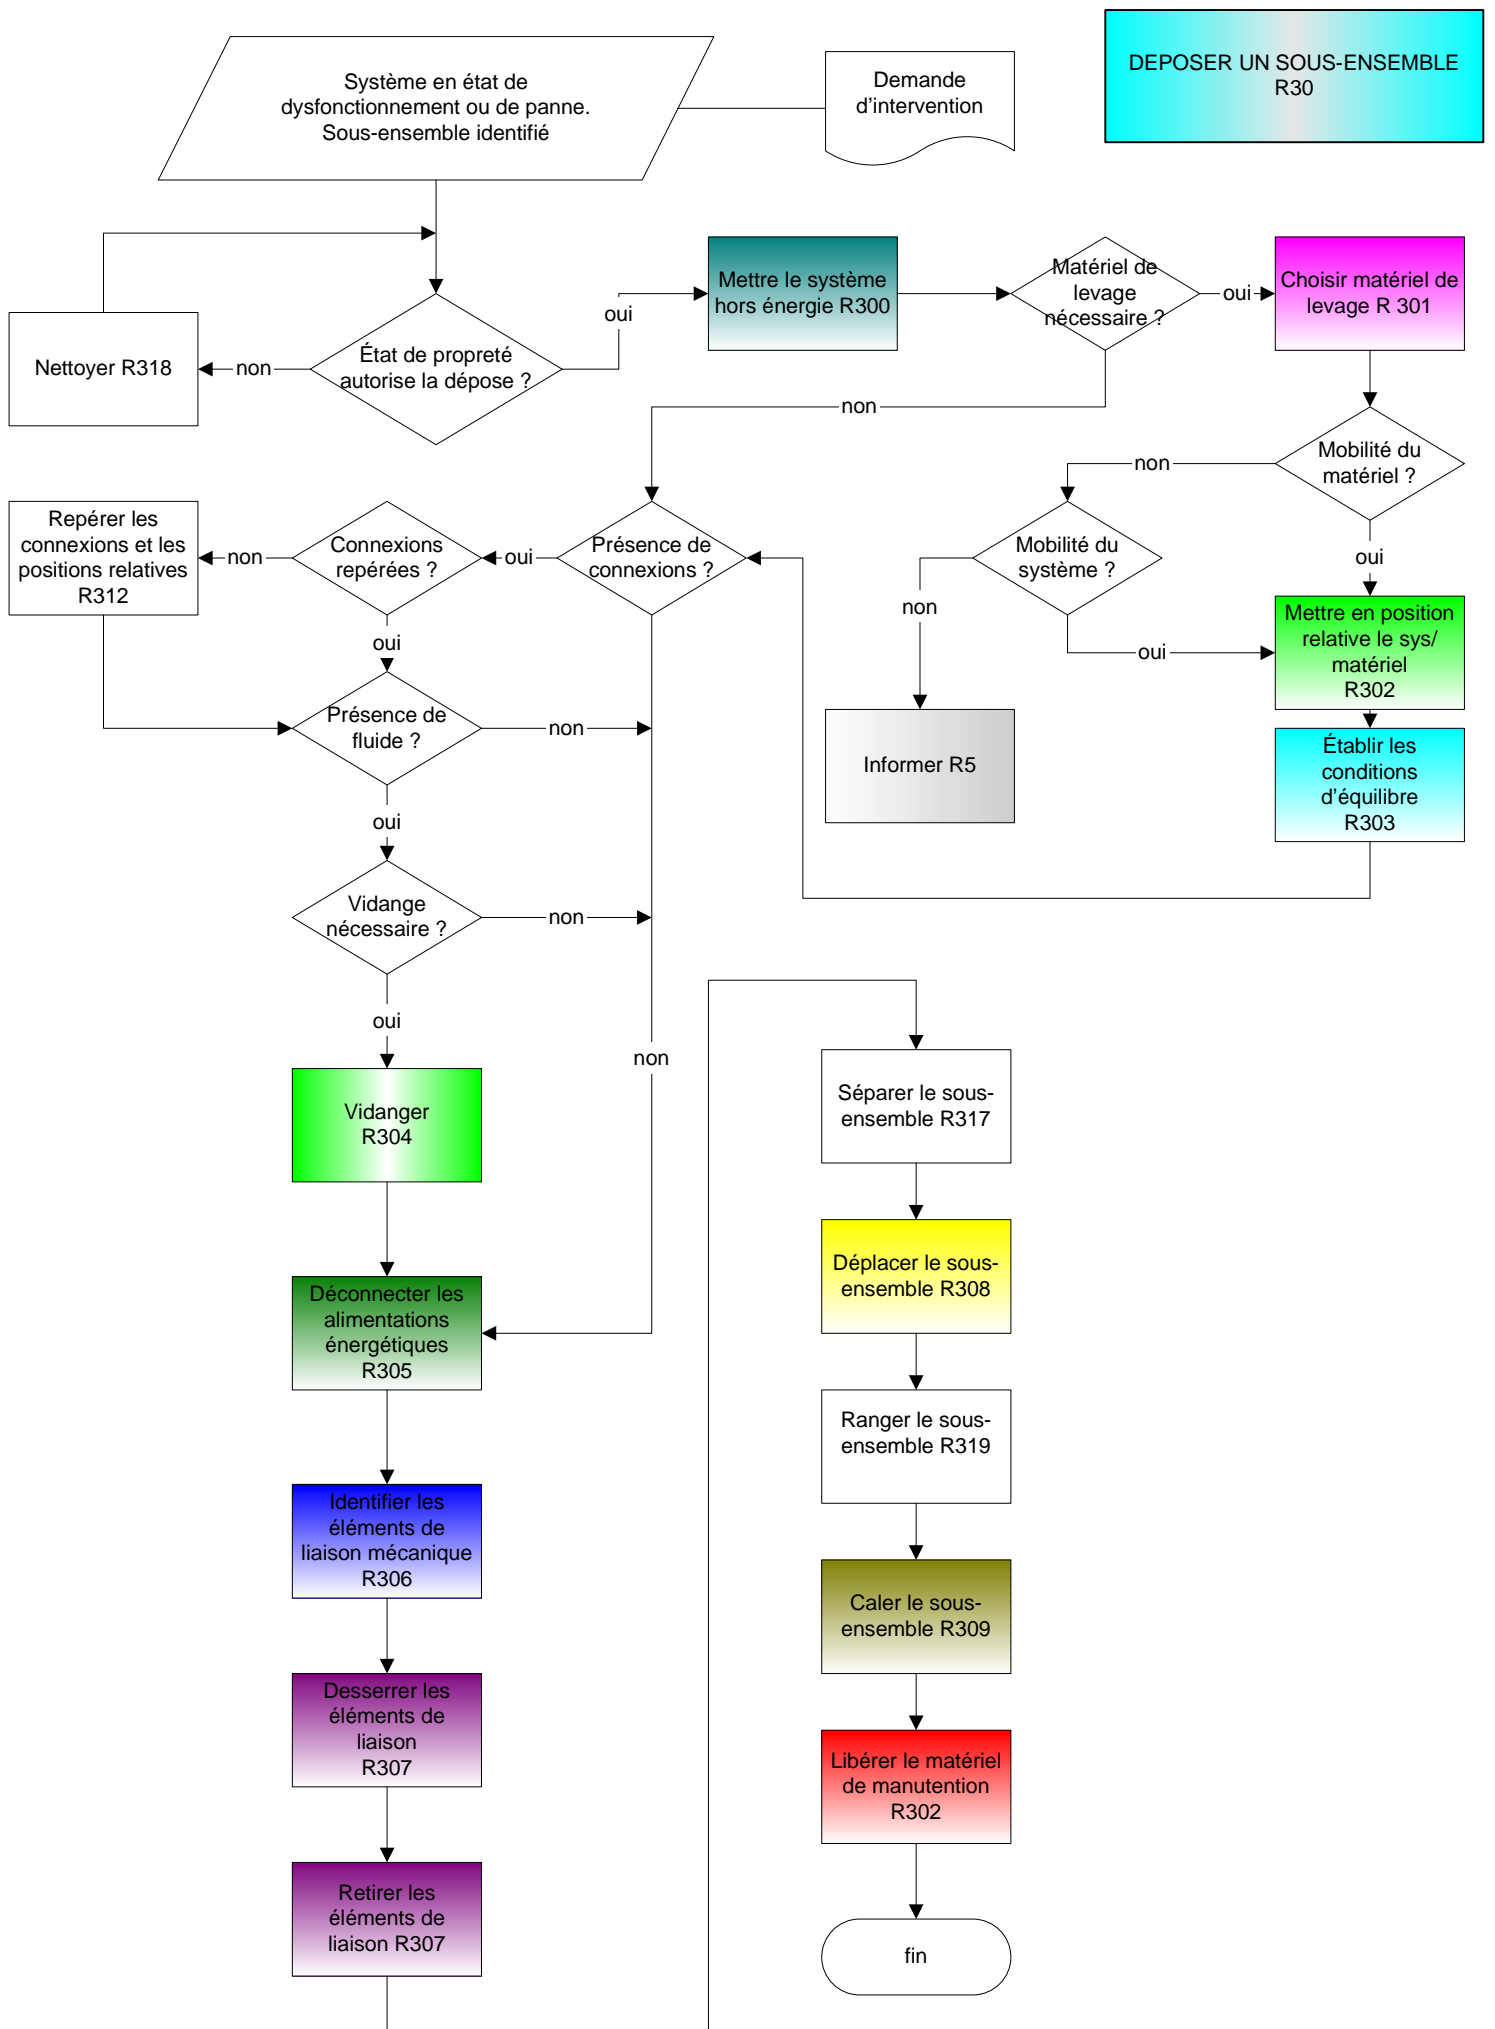 Système en état de
dysfonctionnement ou de panne.
Sous-ensemble identifié
Demande
d'intervention
DEPOSER UN SOUS-ENSEMBLE
R30
Mettre le système
hors énergie R300
Matériel de
levage
nécessaire ?
oui
Choisir matériel de
levage R 301
oui
Nettoyer R318
non
État de propreté
autorise la dépose ?
non
Mobilité du
matériel ?
non
Repérer les
connexions et les
positions relatives
R312
non
Connexions
repérées ?
oui
Présence de
connexions ?
Mobilité du
système ?
oui
non
Mettre en position
relative le sys/
matériel
R302
oui
oui
Présence de
fluide ?
non
Informer R5
Établir les
conditions
d'équilibre
R303
oui
Vidange
nécessaire ?
non
oui
non
Vidanger
R304
Déconnecter les
alimentations
énergétiques
R305
Identifier les
éléments de
liaison mécanique
R306
Desserrer les
éléments de
liaison
R307
Retirer les
éléments de
liaison R307
Séparer le sous-
ensemble R317
Déplacer le sous-
ensemble R308
Ranger le sous-
ensemble R319
Caler le sous-
ensemble R309
Libérer le matériel
de manutention
R302
fin